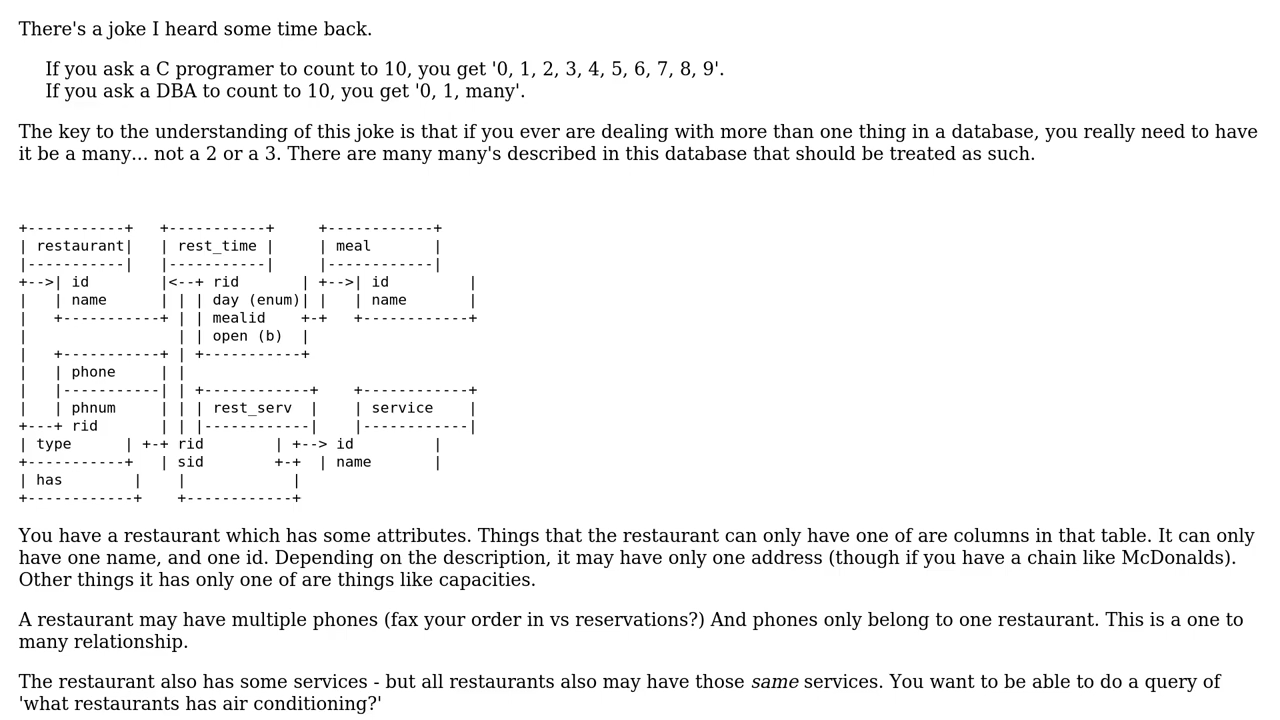 There's a joke I heard some time back.
If you ask a C programer to count to 10, you get '0, 1, 2, 3, 4, 5, 6, 7, 8, 9'.
If you ask a DBA to count to 10, you get '0, 1, many'.
The key to the understanding of this joke is that if you ever are dealing with more than one thing in a database, you really need to have
it be a many... not a 2 or a 3. There are many many's described in this database that should be treated as such.
+-----------+   +-----------+     +------------+
| restaurant|   | rest_time |     | meal       |
|-----------|   |-----------|     |------------|
+-->| id        |<--+ rid       | +-->| id         |
|   | name      | | | day (enum)| |   | name       |
|   +-----------+ | | mealid    +-+   +------------+
|                 | | open (b)  |
|   +-----------+ | +-----------+
|   | phone     | |
|   |-----------| | +------------+    +------------+
|   | phnum     | | | rest_serv  |    | service    |
+---+ rid       | | |------------|    |------------|
| type      | +-+ rid        | +--> id         |
+-----------+   | sid        +-+  | name       |
| has        |    |            |
+------------+    +------------+
You have a restaurant which has some attributes. Things that the restaurant can only have one of are columns in that table. It can only
have one name, and one id. Depending on the description, it may have only one address (though if you have a chain like McDonalds).
Other things it has only one of are things like capacities.
A restaurant may have multiple phones (fax your order in vs reservations?) And phones only belong to one restaurant. This is a one to
many relationship.
The restaurant also has some services - but all restaurants also may have those same services. You want to be able to do a query of
'what restaurants has air conditioning?'